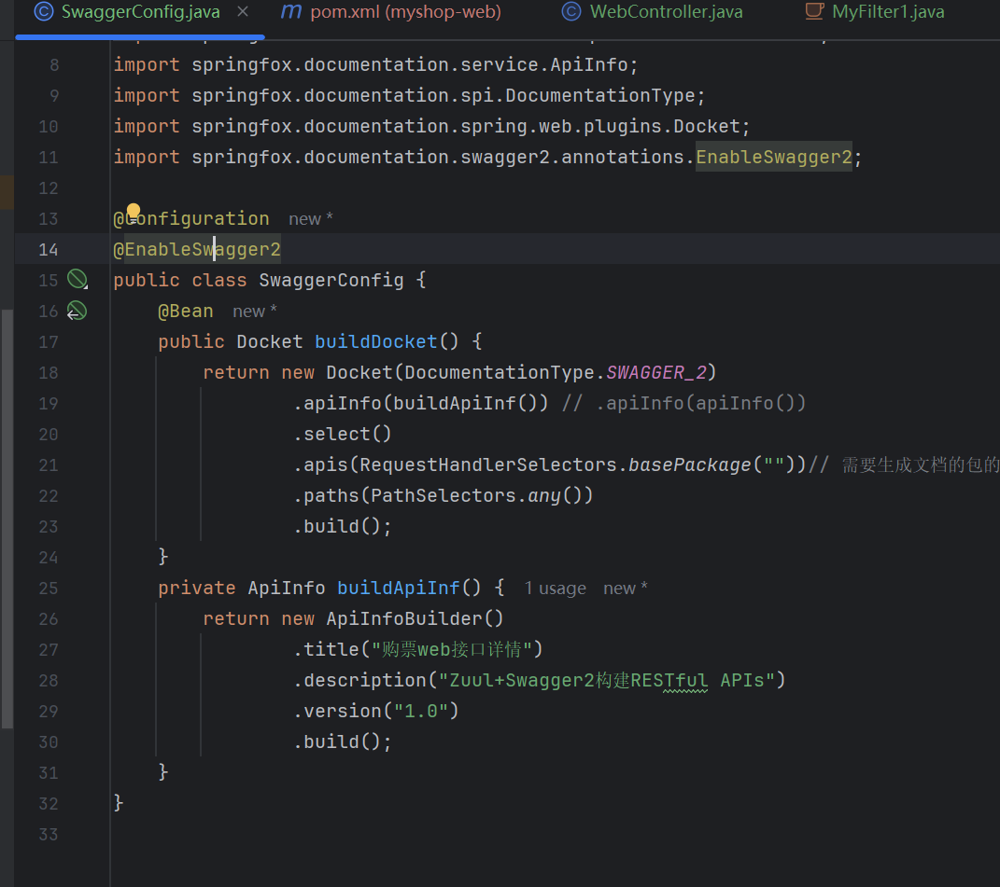 SwaggerConfig.java × pom.xml (myshop-web) WebController.java MyFilter1.java
8 import springfox.documentation.service.ApiInfo;
9 import springfox.documentation.spi.DocumentationType;
10 import springfox.documentation.spring.web.plugins.Docket;
11 import springfox.documentation.swagger2.annotations.EnableSwagger2;
12
13 @Configuration new *
14 @EnableSwagger2
15 public class SwaggerConfig {
16 @Bean new *
17 public Docket buildDocket() {
18 return new Docket(DocumentationType.SWAGGER_2)
19 .apiInfo(buildApiInf()) // .apiInfo(apiInfo())
20 .select()
21 .apis(RequestHandlerSelectors.basePackage(""))// 需要生成文档的包的
22 .paths(PathSelectors.any())
23 .build();
24 }
25 private ApiInfo buildApiInf() { 1 usage new *
26 return new ApiInfoBuilder()
27 .title("购票web接口详情")
28 .description("Zuul+Swagger2构建RESTful APIs")
29 .version("1.0")
30 .build();
31 }
32 }
33